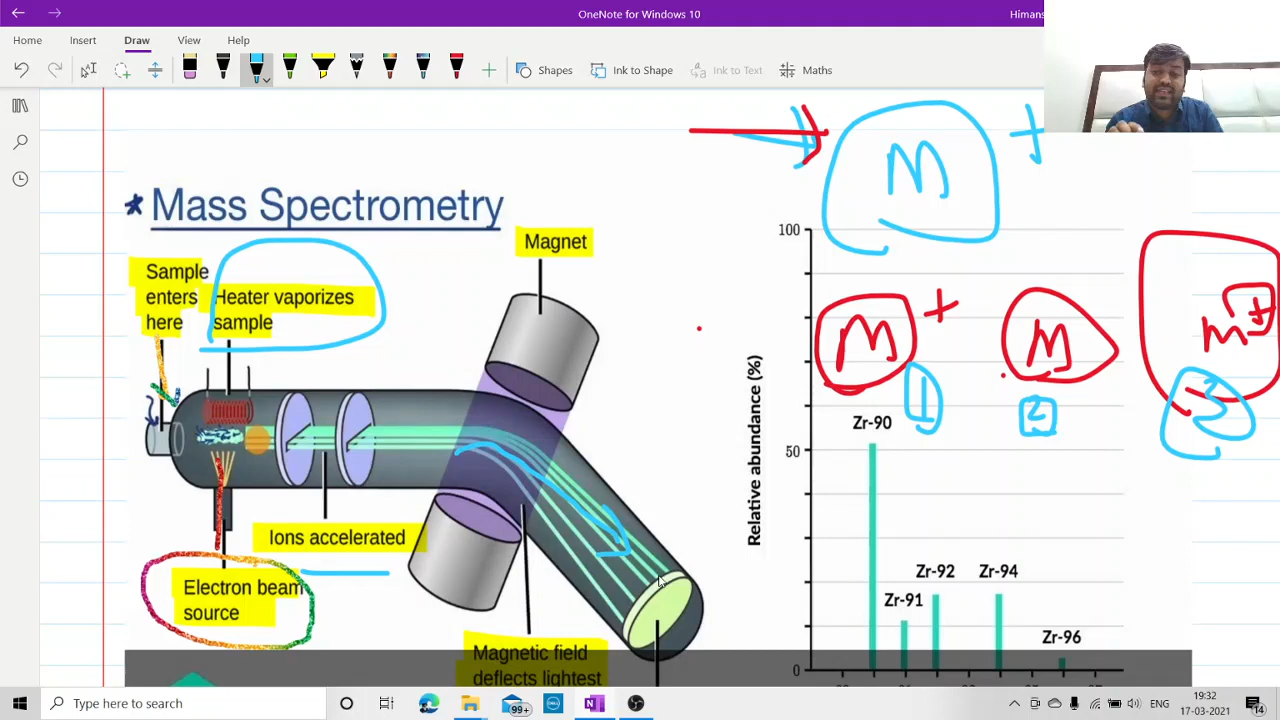 OneNote for Windows 10
Himans
Home Insert Draw View Help
Shapes Ink to Shape Ink to Text Maths
M +
* Mass Spectrometry
Sample
enters
here
Heater vaporizes
sample
Magnet
Ions accelerated
Electron beam
source
Magnetic field
deflects lightest
100
50
0
Relative abundance (%)
M + M m+
1 2 3
Zr-90
Zr-91
Zr-92
Zr-94
Zr-96
Type here to search
99+
19:32
17-03-2021
14